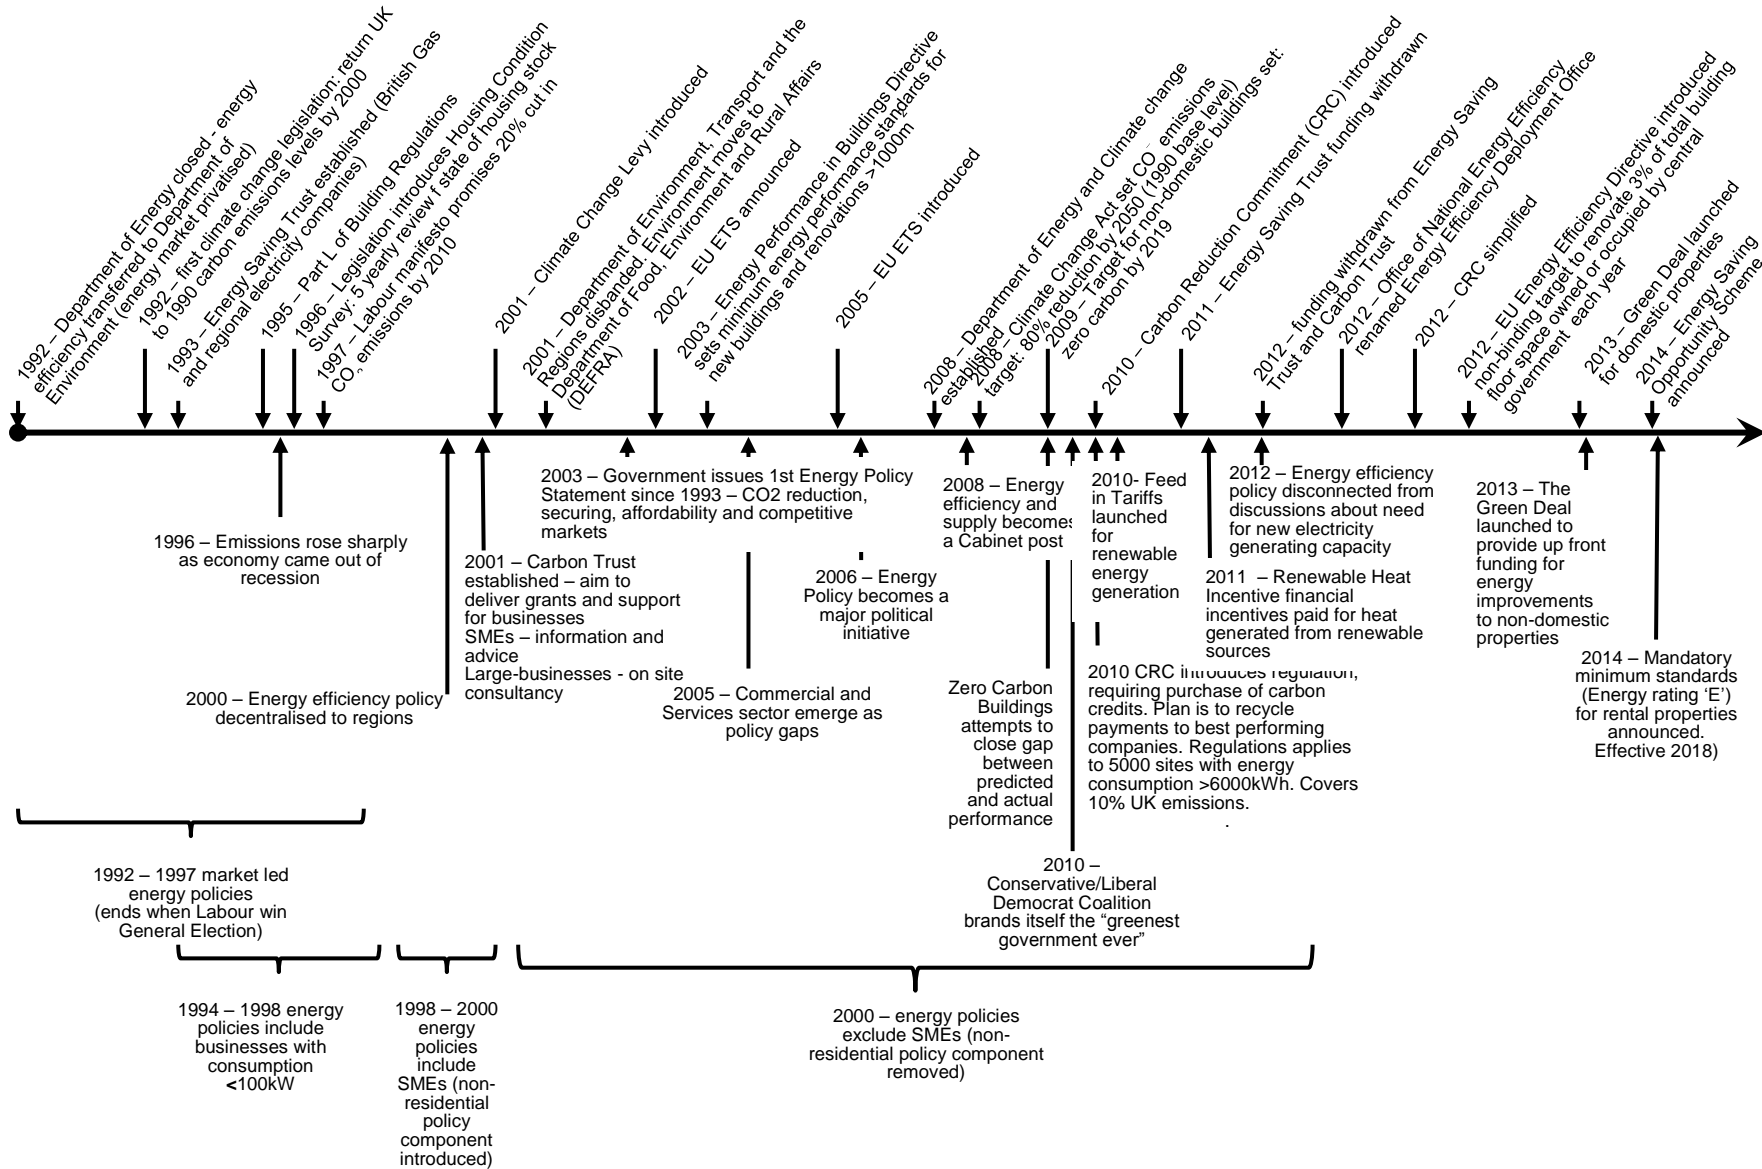 1992 – Department of Energy closed - energy
efficiency transferred to Department of
Environment (energy market privatised)
1992 – first climate change legislation: return UK
to 1990 carbon emissions levels by 2000
1993 – Energy Saving Trust established (British Gas
and regional electricity companies)
1995 – Part L of Building Regulations
1996 – Legislation introduces Housing Condition
Survey: 5 yearly review f state of housing stock
1997 – Labour manifesto promises 20% cut in
CO2 emissions by 2010
2001 – Climate Change Levy introduced
2001 – Department of Environment, Transport and the
Regions disbanded. Environment moves to
Department of Food, Environment and Rural Affairs
(DEFRA)
2002 – EU ETS announced
2003 – Energy Performance in Buildings Directive
sets minimum energy performance standards for
new buildings and renovations >1000m
2005 – EU ETS introduced
2008 – Department of Energy and Climate change
established
2008 – Climate Change Act set CO emissions
target: 80% reduction by 2050 (1990 base level)
2009 – Target for non-domestic buildings set:
zero carbon by 2019
2010 – Carbon Reduction Commitment (CRC) introduced
2011 – Energy Saving Trust funding withdrawn
2012 – funding withdrawn from Energy Saving
Trust and Carbon Trust
2012 – Office of National Energy Efficiency
renamed Energy Efficiency Deployment Office
2012 – CRC simplified
2012 – EU Energy Efficiency Directive introduced
non-binding target to renovate 3% of total building
floor space owned or occupied by central
government each year
2013 – Green Deal launched
for domestic properties
2014 – Energy Saving
Opportunity Scheme
announced
1996 – Emissions rose sharply
as economy came out of
recession
2000 – Energy efficiency policy
decentralised to regions
2001 – Carbon Trust
established – aim to
deliver grants and support
for businesses
SMEs – information and
advice
Large-businesses - on site
consultancy
2003 – Government issues 1st Energy Policy
Statement since 1993 – CO2 reduction,
securing, affordability and competitive
markets
2005 – Commercial and
Services sector emerge as
policy gaps
2006 – Energy
Policy becomes a
major political
initiative
2008 – Energy
efficiency and
supply becomes
a Cabinet post
Zero Carbon
Buildings
attempts to
close gap
between
predicted
and actual
performance
2010 –
Conservative/Liberal
Democrat Coalition
brands itself the “greenest
government ever”
2010- Feed
in Tariffs
launched
for
renewable
energy
generation
2010 CRC introduces regulation,
requiring purchase of carbon
credits. Plan is to recycle
payments to best performing
companies. Regulations applies
to 5000 sites with energy
consumption >6000kWh. Covers
10% UK emissions.
.
2011 – Renewable Heat
Incentive financial
incentives paid for heat
generated from renewable
sources
2012 – Energy efficiency
policy disconnected from
discussions about need
for new electricity
generating capacity
2013 – The
Green Deal
launched to
provide up front
funding for
energy
improvements
to non-domestic
properties
2014 – Mandatory
minimum standards
(Energy rating ‘E’)
for rental properties
announced.
Effective 2018)
1992 – 1997 market led
energy policies
(ends when Labour win
General Election)
1994 – 1998 energy
policies include
businesses with
consumption
<100kW
1998 – 2000
energy
policies
include
SMEs (non-
residential
policy
component
introduced)
2000 – energy policies
exclude SMEs (non-
residential policy component
removed)